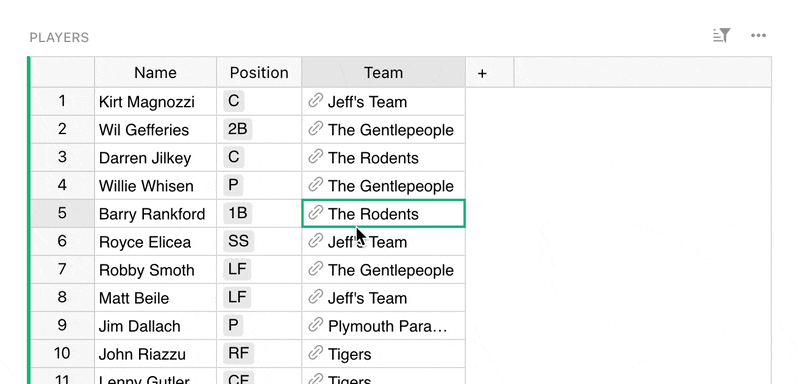 PLAYERS
Name Position Team +
1 Kirt Magnozzi C Jeff's Team
2 Wil Gefferies 2B The Gentlepeople
3 Darren Jilkey C The Rodents
4 Willie Whisen P The Gentlepeople
5 Barry Rankford 1B The Rodents
6 Royce Elicea SS Jeff's Team
7 Robby Smoth LF The Gentlepeople
8 Matt Beile LF Jeff's Team
9 Jim Dallach P Plymouth Para…
10 John Riazzu RF Tigers
11 Lenny Gutler CF Tigers